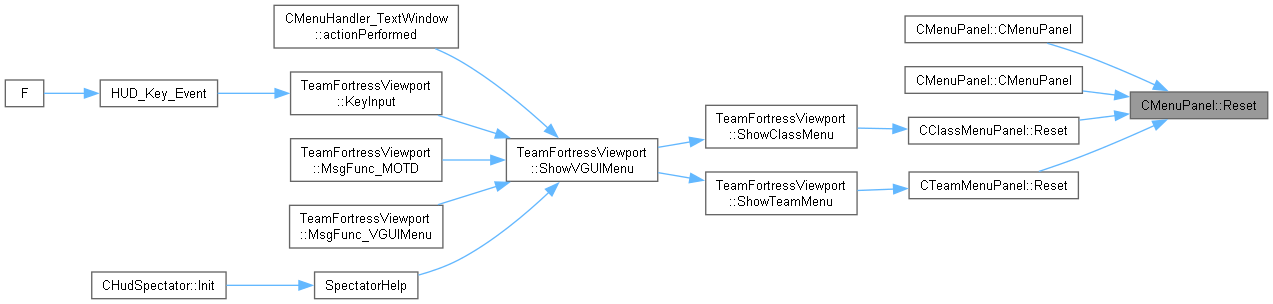 CMenuHandler_TextWindow
::actionPerformed
F
HUD_Key_Event
TeamFortressViewport
::KeyInput
TeamFortressViewport
::MsgFunc_MOTD
TeamFortressViewport
::MsgFunc_VGUIMenu
CHudSpectator::Init
SpectatorHelp
TeamFortressViewport
::ShowVGUIMenu
TeamFortressViewport
::ShowClassMenu
TeamFortressViewport
::ShowTeamMenu
CMenuPanel::CMenuPanel
CMenuPanel::CMenuPanel
CClassMenuPanel::Reset
CTeamMenuPanel::Reset
CMenuPanel::Reset